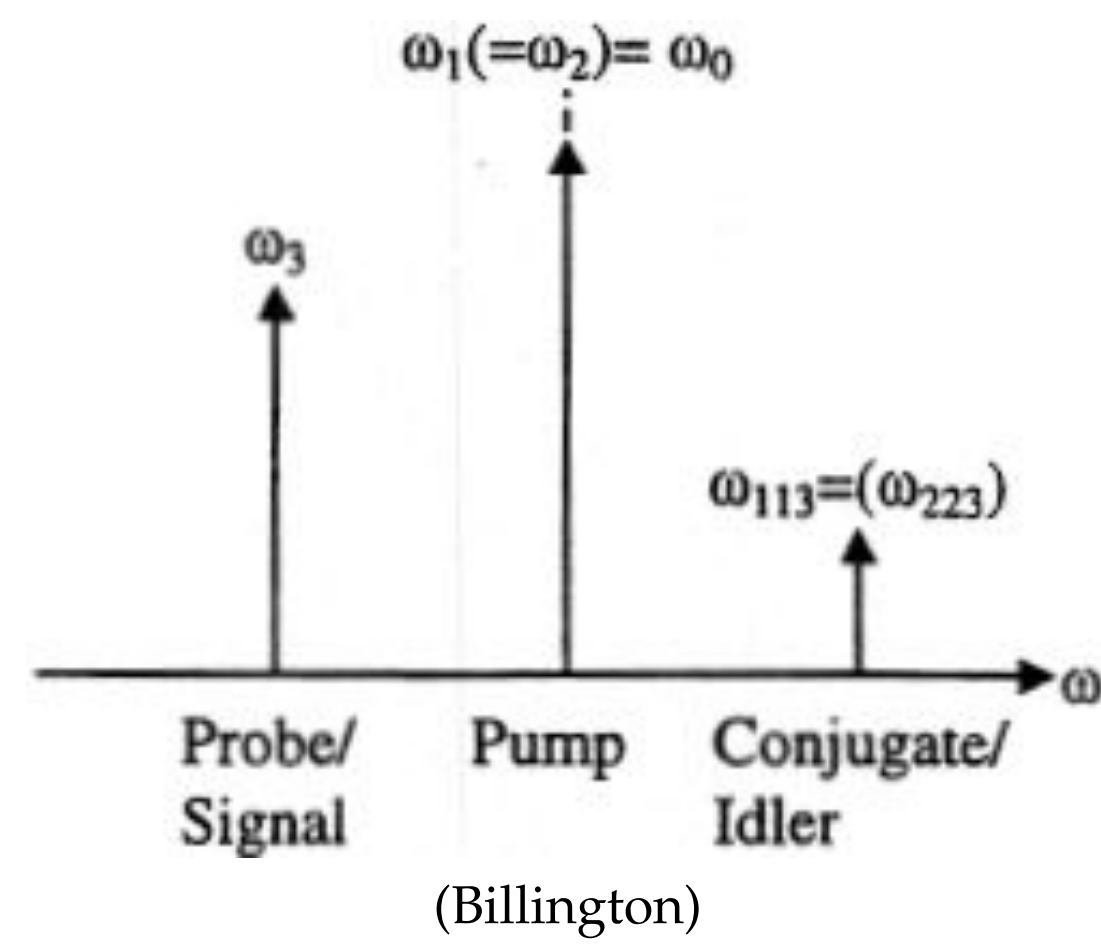 ω₁(=ω₂)= ω₀
ω₃
ω₁₁₃=(ω₂₂₃)
ω
Probe/
Signal
Pump
Conjugate/
Idler
(Billington)